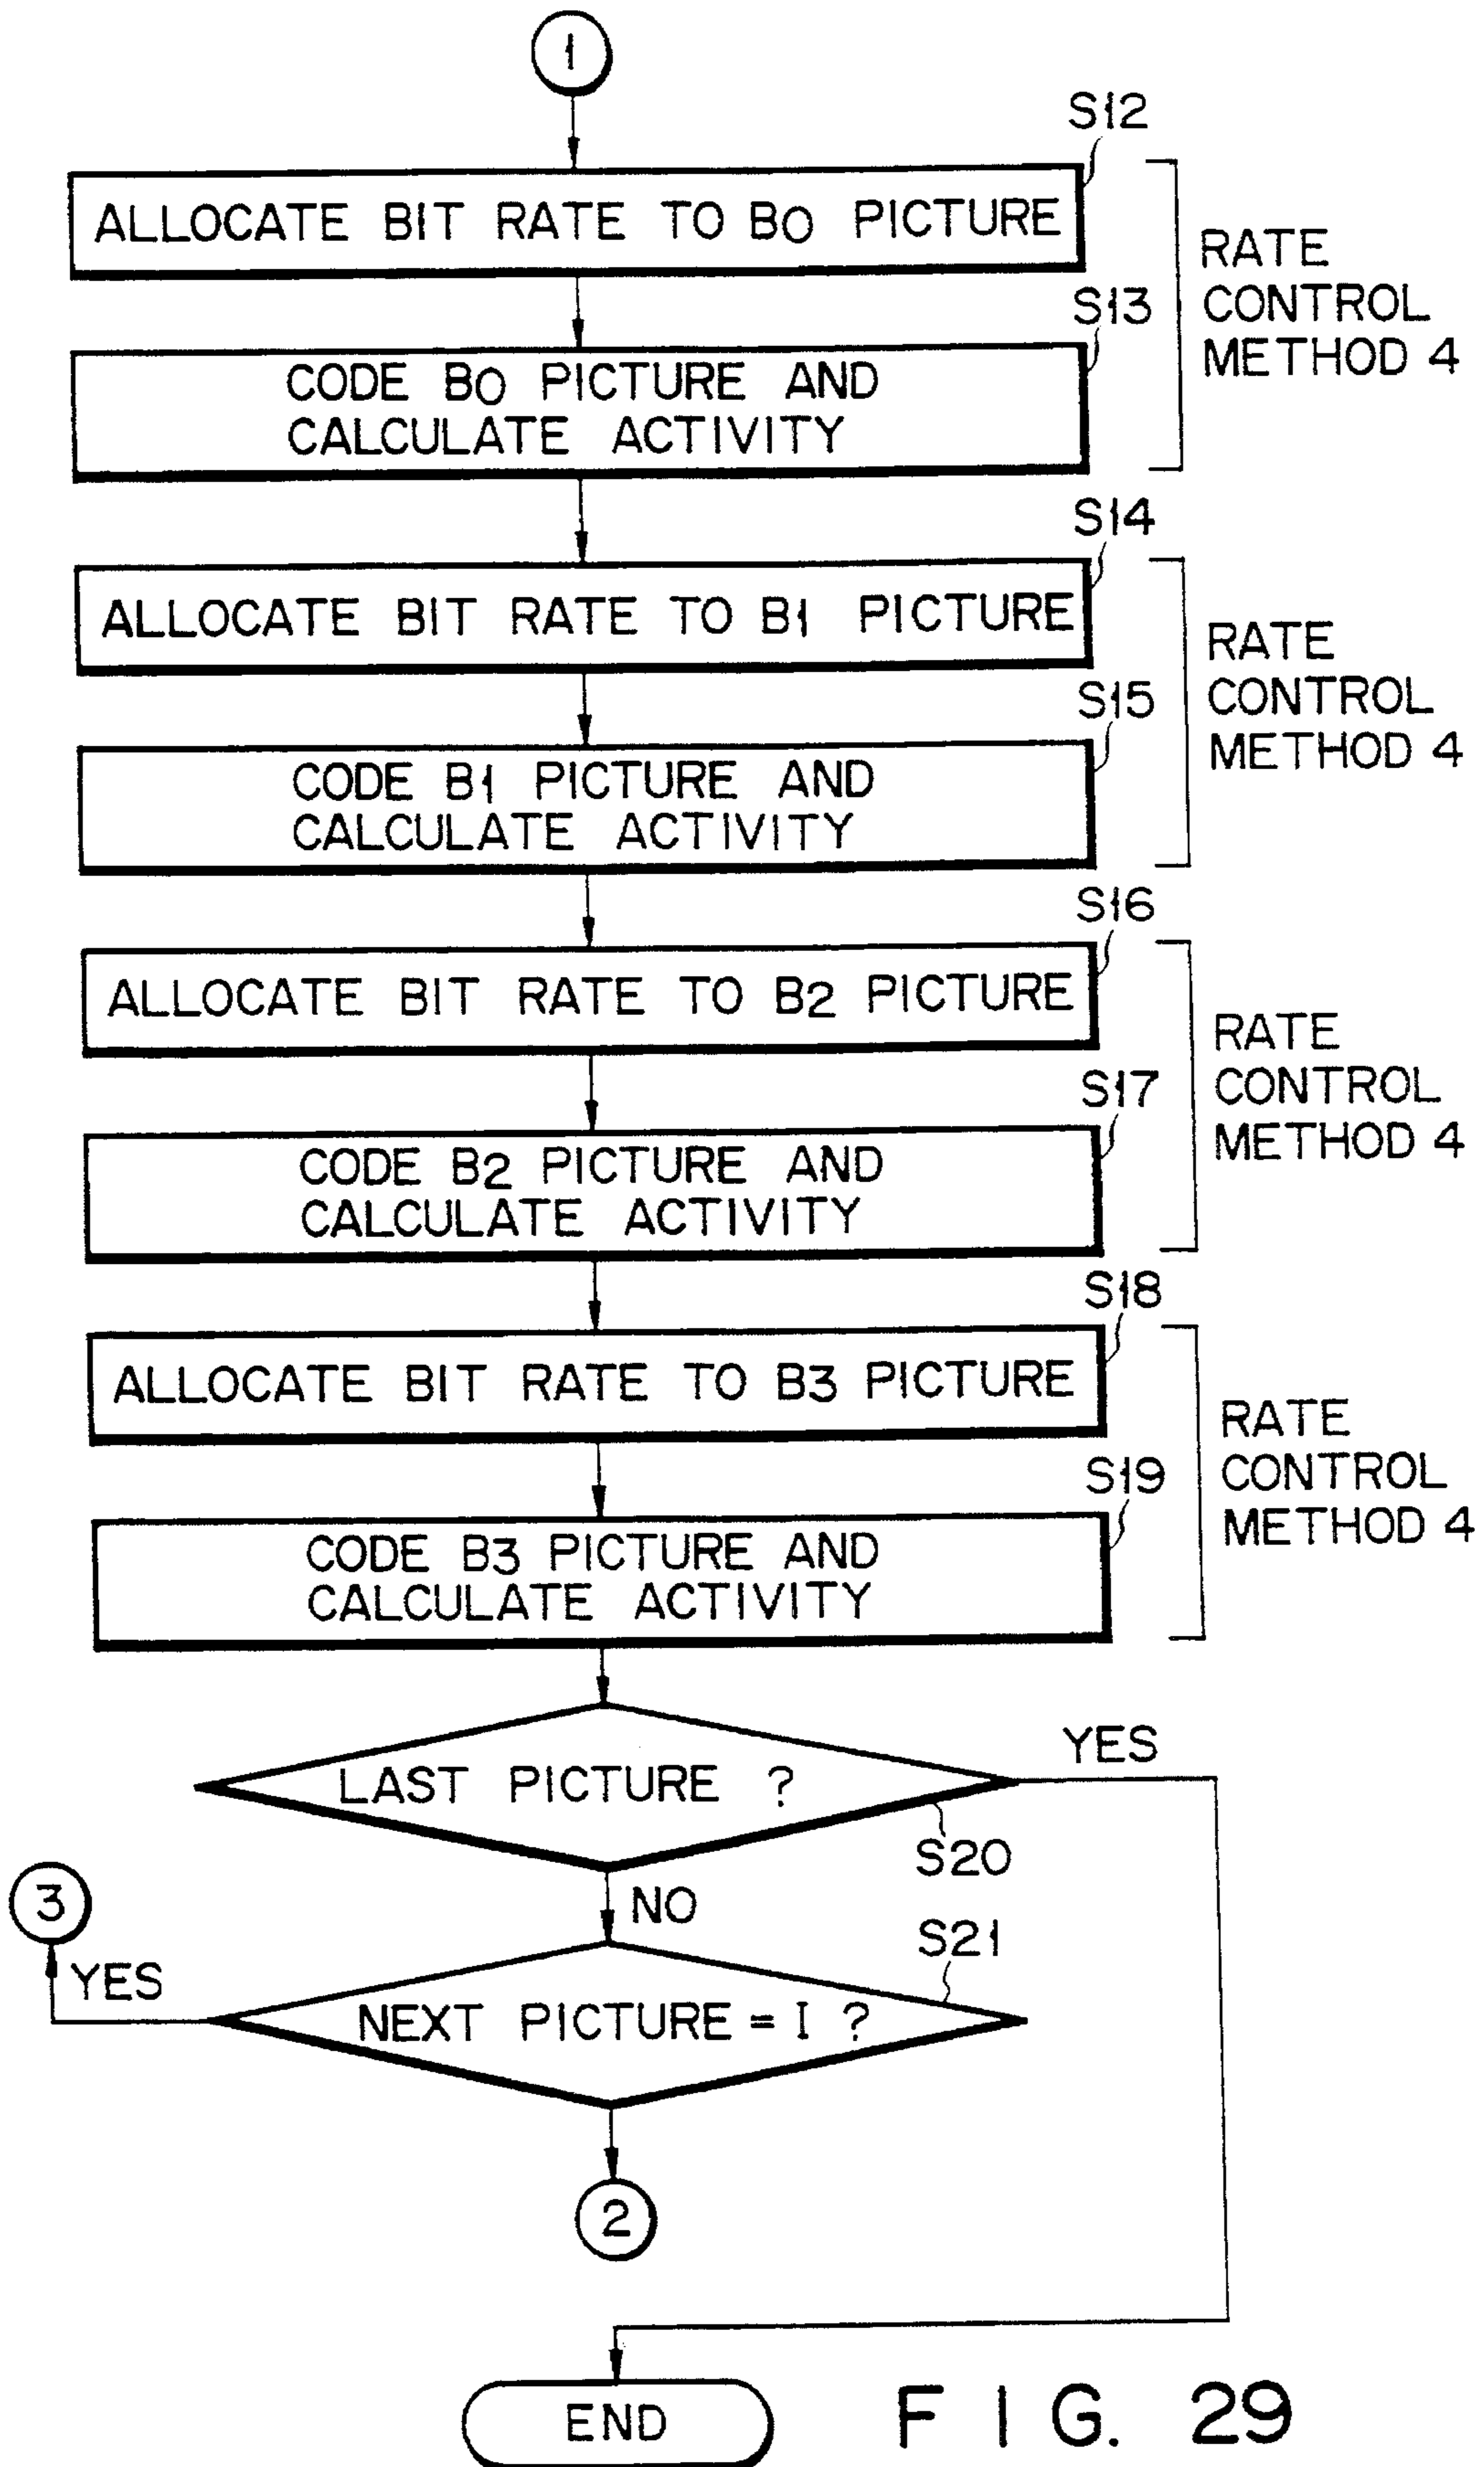 1
S12
ALLOCATE BIT RATE TO B0 PICTURE
RATE
CONTROL
METHOD 4
S13
CODE B0 PICTURE AND
CALCULATE ACTIVITY
S14
ALLOCATE BIT RATE TO B1 PICTURE
RATE
CONTROL
METHOD 4
S15
CODE B1 PICTURE AND
CALCULATE ACTIVITY
S16
ALLOCATE BIT RATE TO B2 PICTURE
RATE
CONTROL
METHOD 4
S17
CODE B2 PICTURE AND
CALCULATE ACTIVITY
S18
ALLOCATE BIT RATE TO B3 PICTURE
RATE
CONTROL
METHOD 4
S19
CODE B3 PICTURE AND
CALCULATE ACTIVITY
YES
LAST PICTURE ?
S20
3
NO
S21
YES
NEXT PICTURE = I ?
2
END
FIG. 29